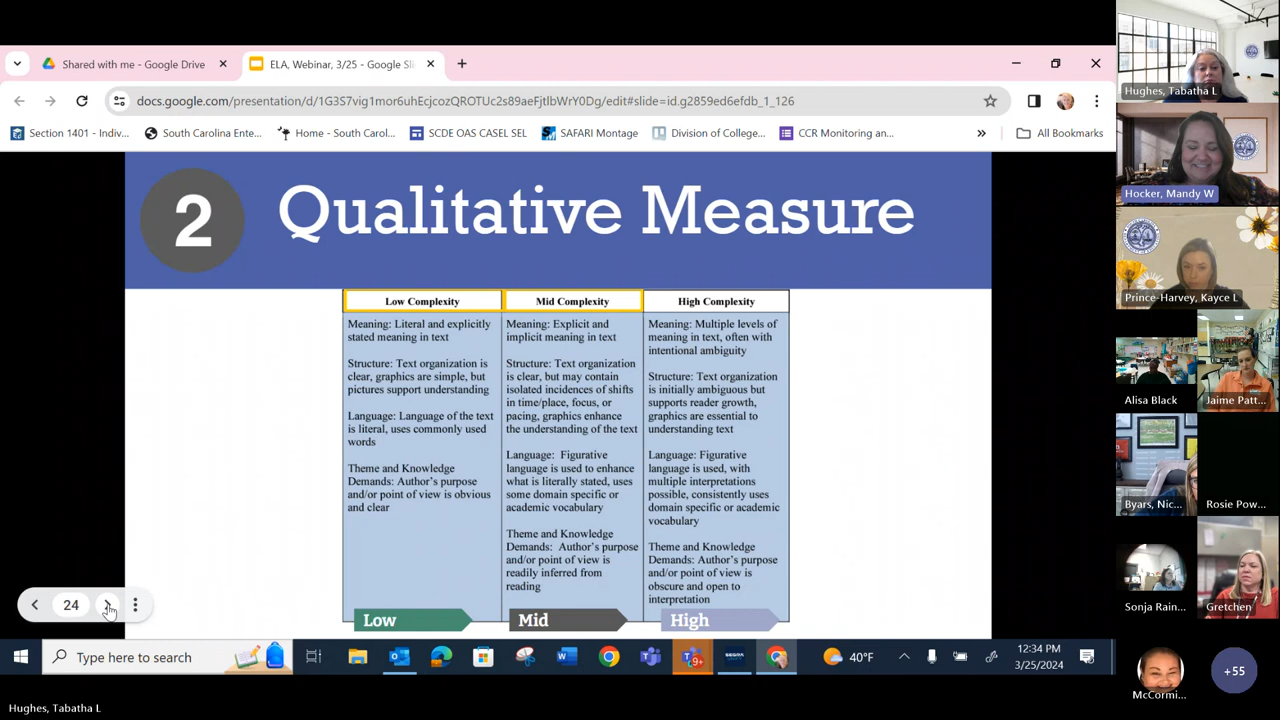 Shared with me - Google Drive
ELA, Webinar, 3/25 - Google Sli
docs.google.com/presentation/d/1G3S7vig1mor6uhEcjcozQROTUc2s89aeFjtIbWrY0Dg/edit#slide=id.g2859ed6efdb_1_126
Section 1401 - Indiv...
South Carolina Ente...
Home - South Carol...
SCDE OAS CASEL SEL
SAFARI Montage
Division of College...
CCR Monitoring an...
All Bookmarks
2
Qualitative Measure
Low Complexity
Meaning: Literal and explicitly
stated meaning in text
Structure: Text organization is
clear, graphics are simple, but
pictures support understanding
Language: Language of the text
is literal, uses commonly used
words
Theme and Knowledge
Demands: Author's purpose
and/or point of view is obvious
and clear
Low
Mid Complexity
Meaning: Explicit and
implicit meaning in text
Structure: Text organization
is clear, but may contain
isolated incidences of shifts
in time/place, focus, or
pacing, graphics enhance
the understanding of the text
Language: Figurative
language is used to enhance
what is literally stated, uses
some domain specific or
academic vocabulary
Theme and Knowledge
Demands: Author's purpose
and/or point of view is
readily inferred from
reading
Mid
High Complexity
Meaning: Multiple levels of
meaning in text, often with
intentional ambiguity
Structure: Text organization
is initially ambiguous but
supports reader growth,
graphics are essential to
understanding text
Language: Figurative
language is used, with
multiple interpretations
possible, consistently uses
domain specific or academic
vocabulary
Theme and Knowledge
Demands: Author's purpose
and/or point of view is
obscure and open to
interpretation
High
24
Type here to search
9+
40°F
12:34 PM
3/25/2024
Hughes, Tabatha L
Hocker, Mandy W
Prince-Harvey, Kayce L
Alisa Black
Jaime Patt...
Byars, Nic...
Rosie Pow...
Sonja Rain...
Gretchen
McCormi...
+55
Hughes, Tabatha L